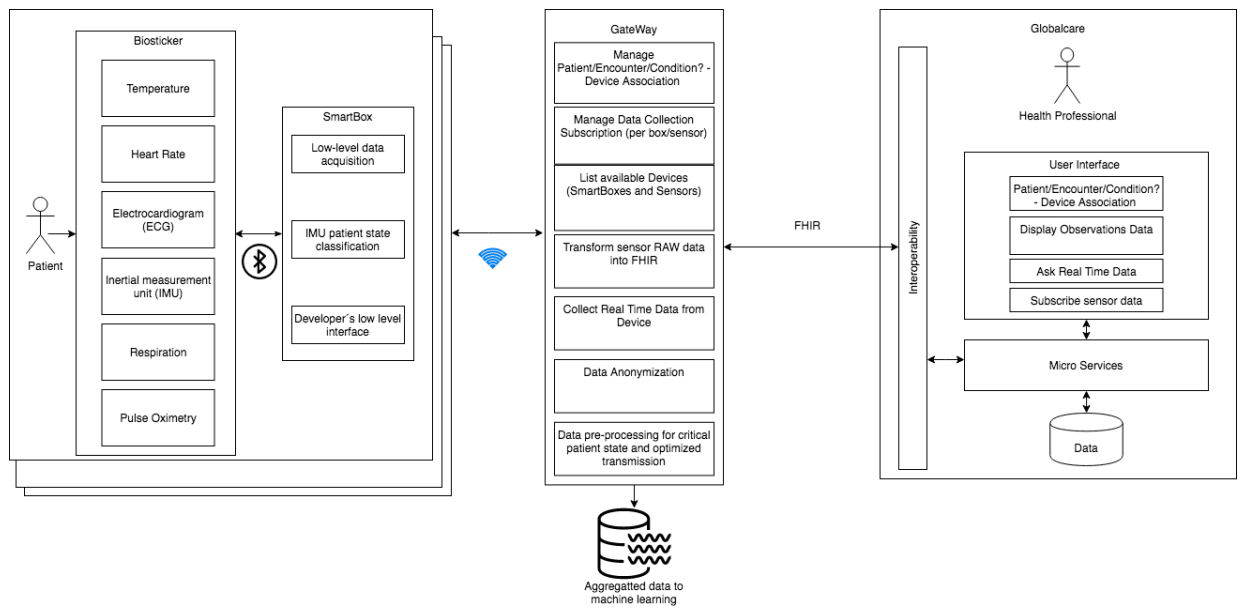 Patient
Biosticker
Temperature
Heart Rate
Electrocardiogram
(ECG)
Inertial measurement
unit (IMU)
Respiration
Pulse Oximetry
SmartBox
Low-level data
acquisition
IMU patient state
classification
Developer´s low level
interface
GateWay
Manage
Patient/Encounter/Condition? -
Device Association
Manage Data Collection
Subscription (per box/sensor)
List available Devices
(SmartBoxes and Sensors)
Transform sensor RAW data
into FHIR
Collect Real Time Data from
Device
Data Anonymization
Data pre-processing for critical
patient state and optimized
transmission
Aggregatted data to
machine learning
FHIR
Globalcare
Interoperability
Health Professional
User Interface
Patient/Encounter/Condition?
- Device Association
Display Observations Data
Ask Real Time Data
Subscribe sensor data
Micro Services
Data